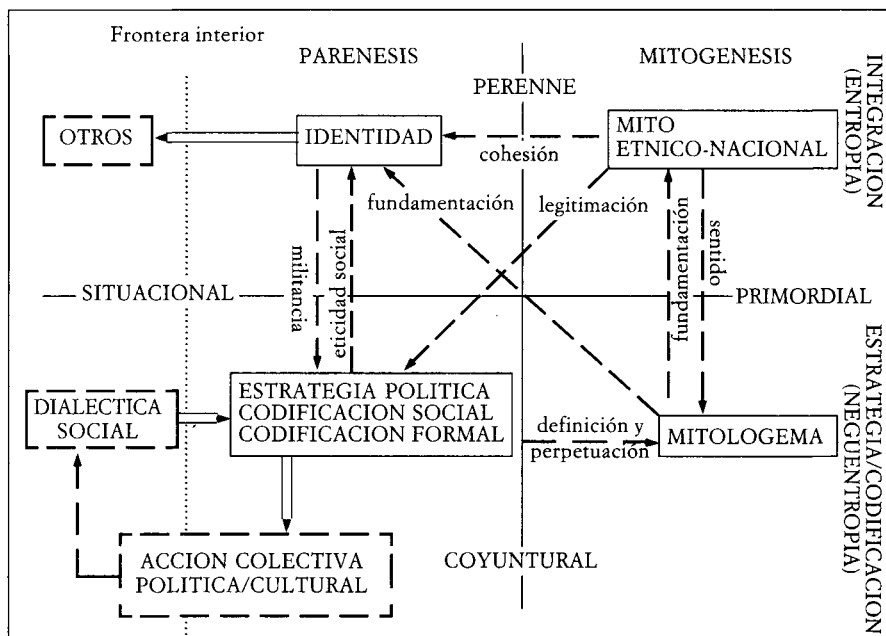 Frontera interior
PARENESIS
MITOGENESIS
PERENNE
INTEGRACION
(ENTROPIA)
OTROS
IDENTIDAD
MITO
ETNICO-NACIONAL
cohesión
fundamentación
legitimación
militancia
eticidad social
fundamentación
sentido
SITUACIONAL
PRIMORDIAL
ESTRATEGIA/CODIFICACION
(NEGUENTROPIA)
DIALECTICA
SOCIAL
ESTRATEGIA POLITICA
CODIFICACION SOCIAL
CODIFICACION FORMAL
definición y
perpetuación
MITOLOGEMA
ACCION COLECTIVA
POLITICA/CULTURAL
COYUNTURAL